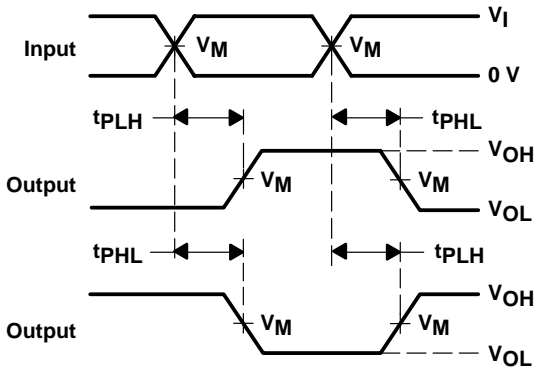 VI
Input VM VM
0 V
tPLH tPHL
VOH
Output VM VM
VOL
tPHL tPLH
VOH
Output VM VM
VOL